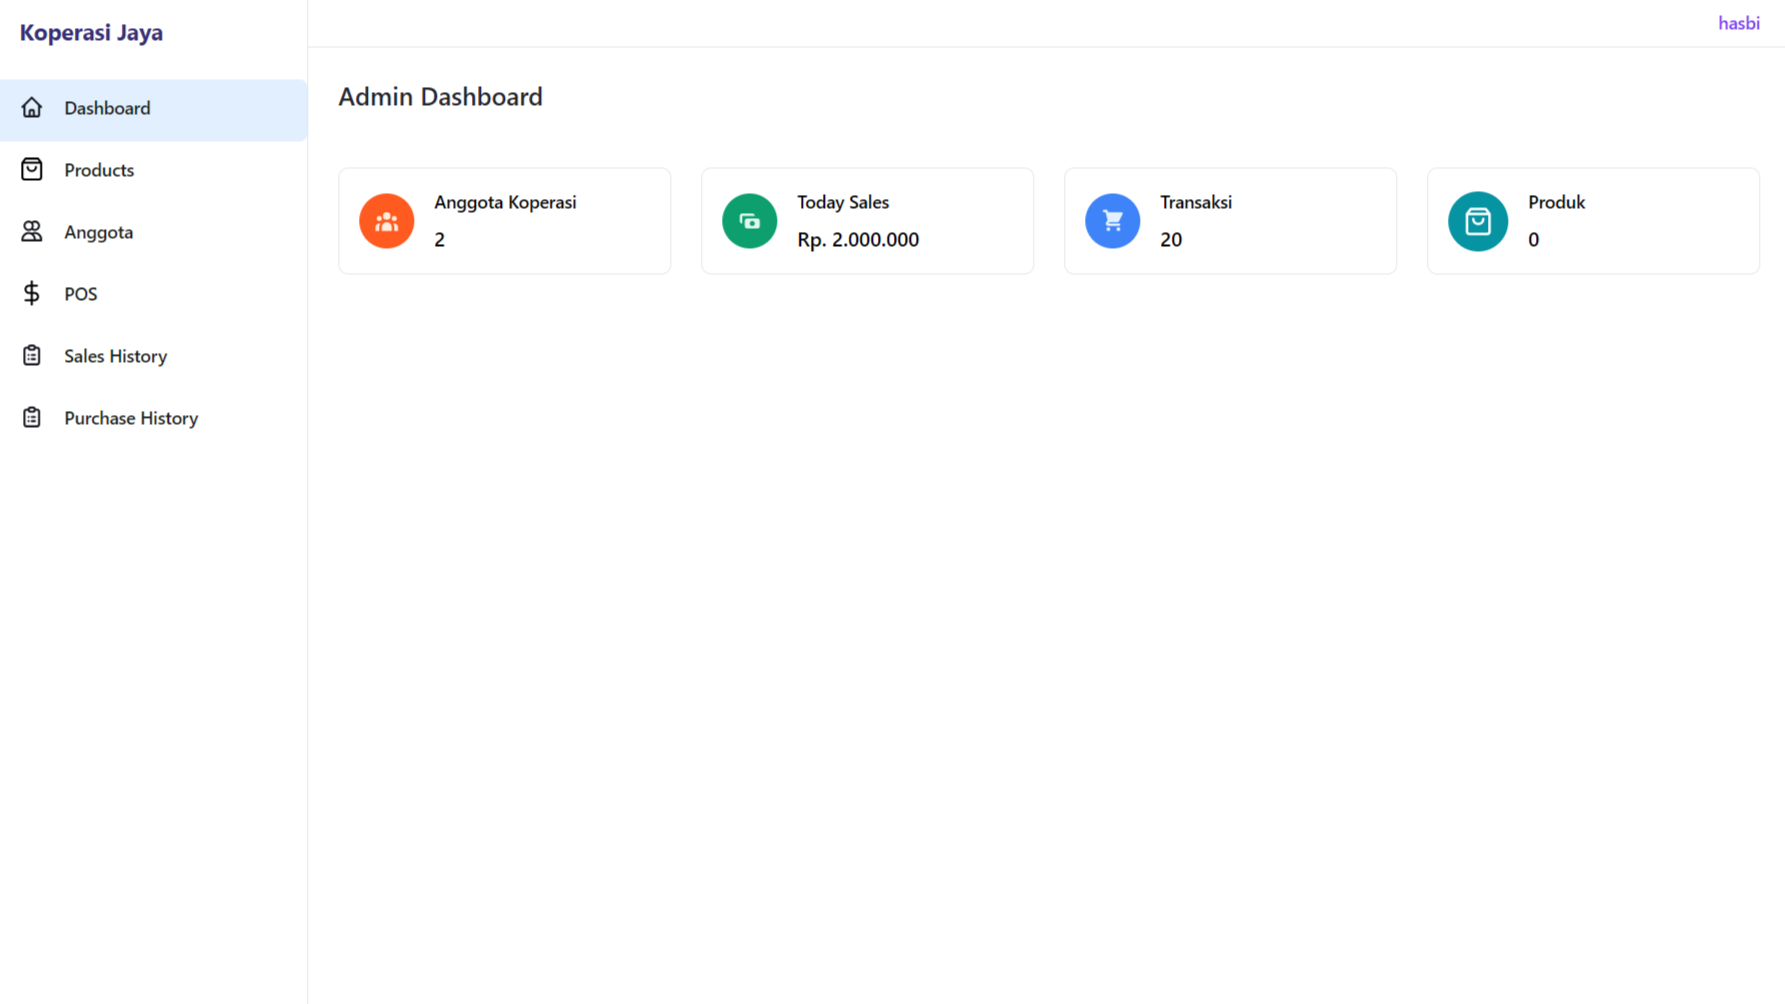 Koperasi Jaya
hasbi
Dashboard
Products
Anggota
POS
Sales History
Purchase History
Admin Dashboard
Anggota Koperasi
2
Today Sales
Rp. 2.000.000
Transaksi
20
Produk
0